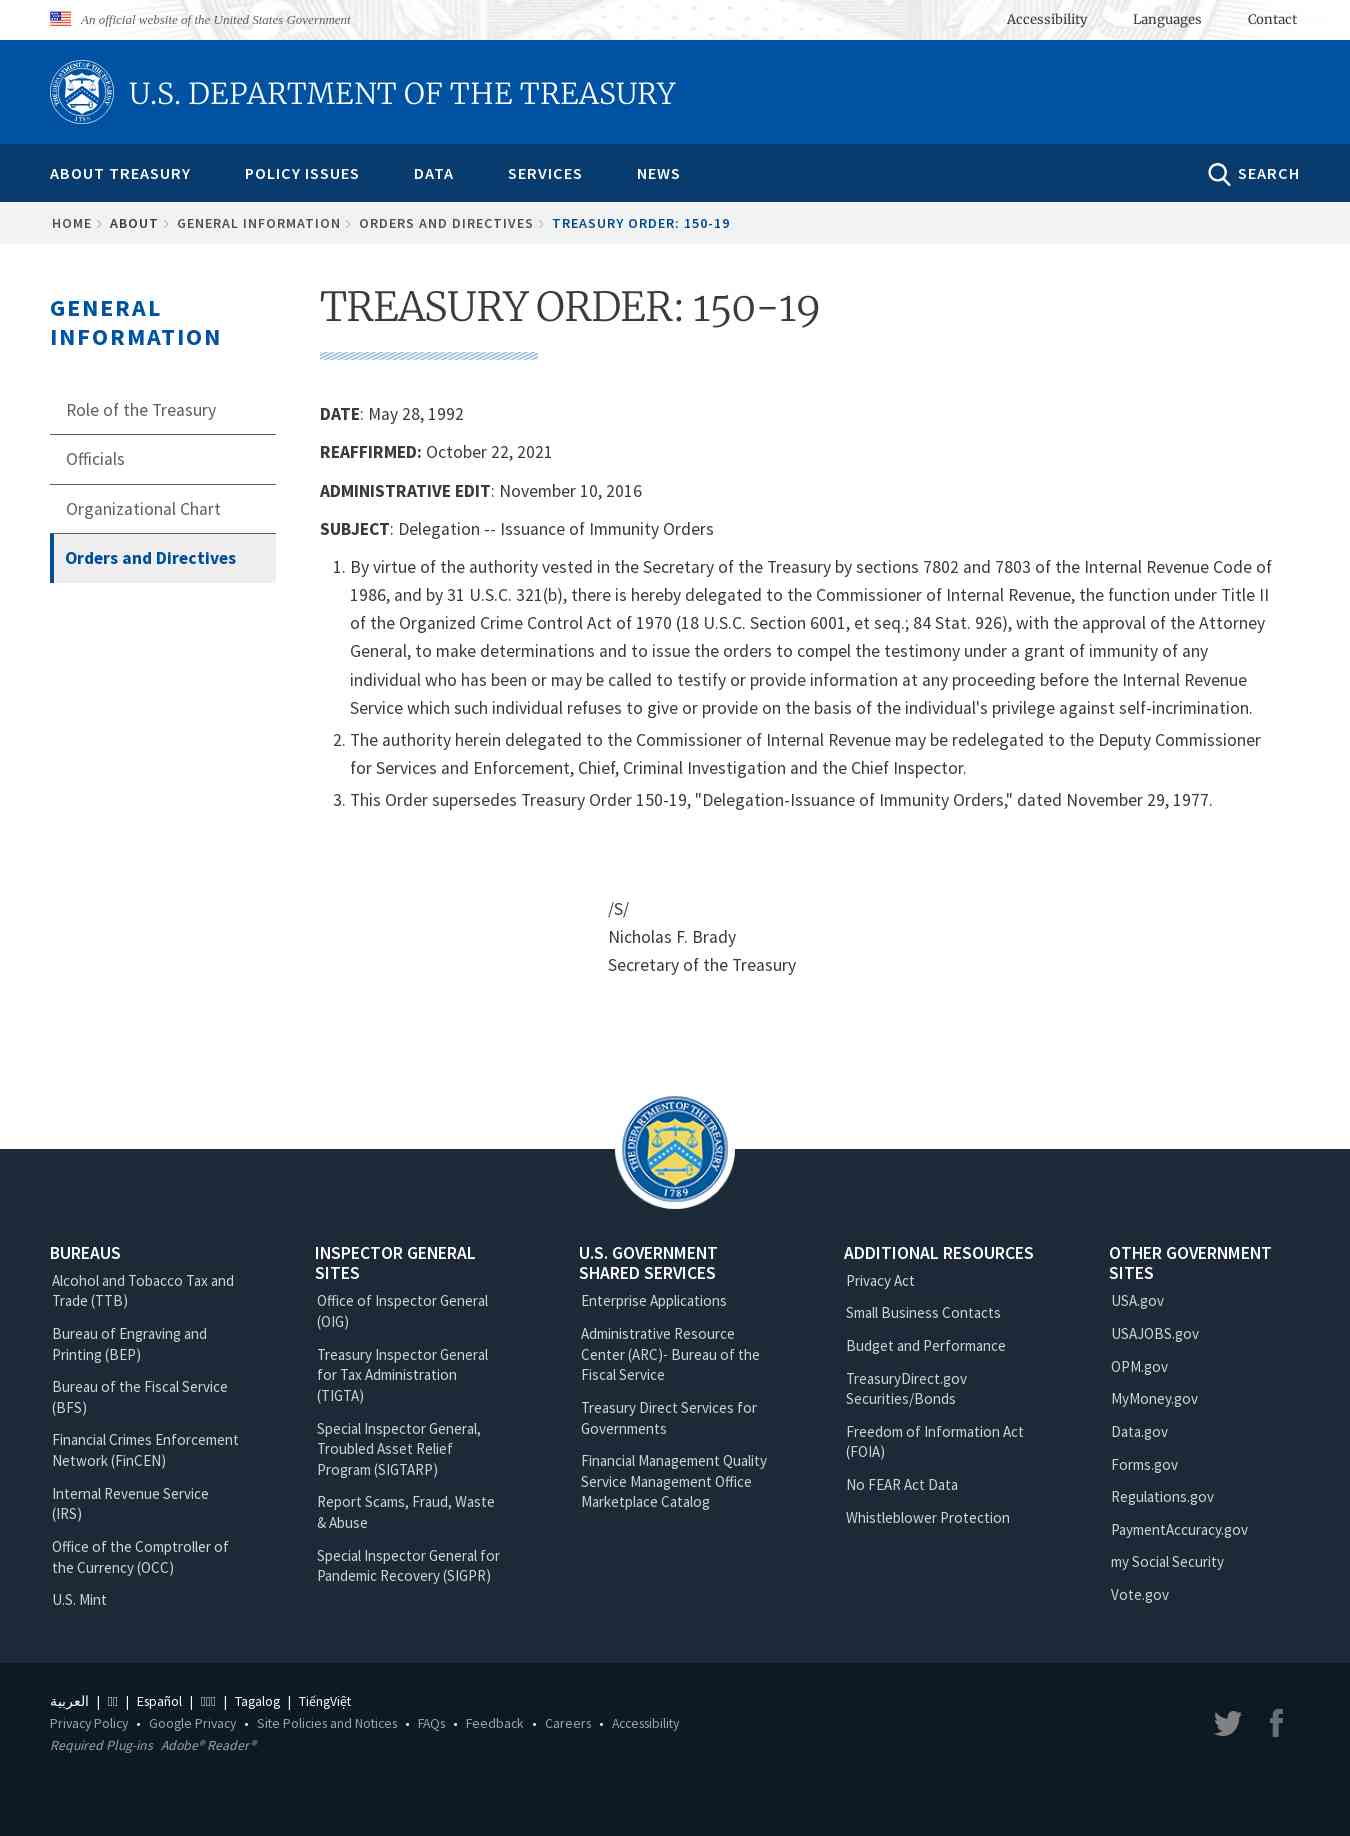 An official website of the United States Government
Accessibility Languages Contact
U.S. DEPARTMENT OF THE TREASURY
ABOUT TREASURY POLICY ISSUES DATA SERVICES NEWS SEARCH
HOME ABOUT GENERAL INFORMATION ORDERS AND DIRECTIVES TREASURY ORDER: 150-19
GENERAL
INFORMATION
Role of the Treasury
Officials
Organizational Chart
Orders and Directives
TREASURY ORDER: 150-19
DATE: May 28, 1992
REAFFIRMED: October 22, 2021
ADMINISTRATIVE EDIT: November 10, 2016
SUBJECT: Delegation -- Issuance of Immunity Orders
1. By virtue of the authority vested in the Secretary of the Treasury by sections 7802 and 7803 of the Internal Revenue Code of
1986, and by 31 U.S.C. 321(b), there is hereby delegated to the Commissioner of Internal Revenue, the function under Title II
of the Organized Crime Control Act of 1970 (18 U.S.C. Section 6001, et seq.; 84 Stat. 926), with the approval of the Attorney
General, to make determinations and to issue the orders to compel the testimony under a grant of immunity of any
individual who has been or may be called to testify or provide information at any proceeding before the Internal Revenue
Service which such individual refuses to give or provide on the basis of the individual's privilege against self-incrimination.
2. The authority herein delegated to the Commissioner of Internal Revenue may be redelegated to the Deputy Commissioner
for Services and Enforcement, Chief, Criminal Investigation and the Chief Inspector.
3. This Order supersedes Treasury Order 150-19, "Delegation-Issuance of Immunity Orders," dated November 29, 1977.
/S/
Nicholas F. Brady
Secretary of the Treasury
THE DEPARTMENT OF THE TREASURY
1789
BUREAUS
Alcohol and Tobacco Tax and
Trade (TTB)
Bureau of Engraving and
Printing (BEP)
Bureau of the Fiscal Service
(BFS)
Financial Crimes Enforcement
Network (FinCEN)
Internal Revenue Service
(IRS)
Office of the Comptroller of
the Currency (OCC)
U.S. Mint
INSPECTOR GENERAL
SITES
Office of Inspector General
(OIG)
Treasury Inspector General
for Tax Administration
(TIGTA)
Special Inspector General,
Troubled Asset Relief
Program (SIGTARP)
Report Scams, Fraud, Waste
& Abuse
Special Inspector General for
Pandemic Recovery (SIGPR)
U.S. GOVERNMENT
SHARED SERVICES
Enterprise Applications
Administrative Resource
Center (ARC)- Bureau of the
Fiscal Service
Treasury Direct Services for
Governments
Financial Management Quality
Service Management Office
Marketplace Catalog
ADDITIONAL RESOURCES
Privacy Act
Small Business Contacts
Budget and Performance
TreasuryDirect.gov
Securities/Bonds
Freedom of Information Act
(FOIA)
No FEAR Act Data
Whistleblower Protection
OTHER GOVERNMENT
SITES
USA.gov
USAJOBS.gov
OPM.gov
MyMoney.gov
Data.gov
Forms.gov
Regulations.gov
PaymentAccuracy.gov
my Social Security
Vote.gov
العربية | | Español | | Tagalog | TiếngViệt
Privacy Policy • Google Privacy • Site Policies and Notices • FAQs • Feedback • Careers • Accessibility
Required Plug-ins Adobe® Reader®